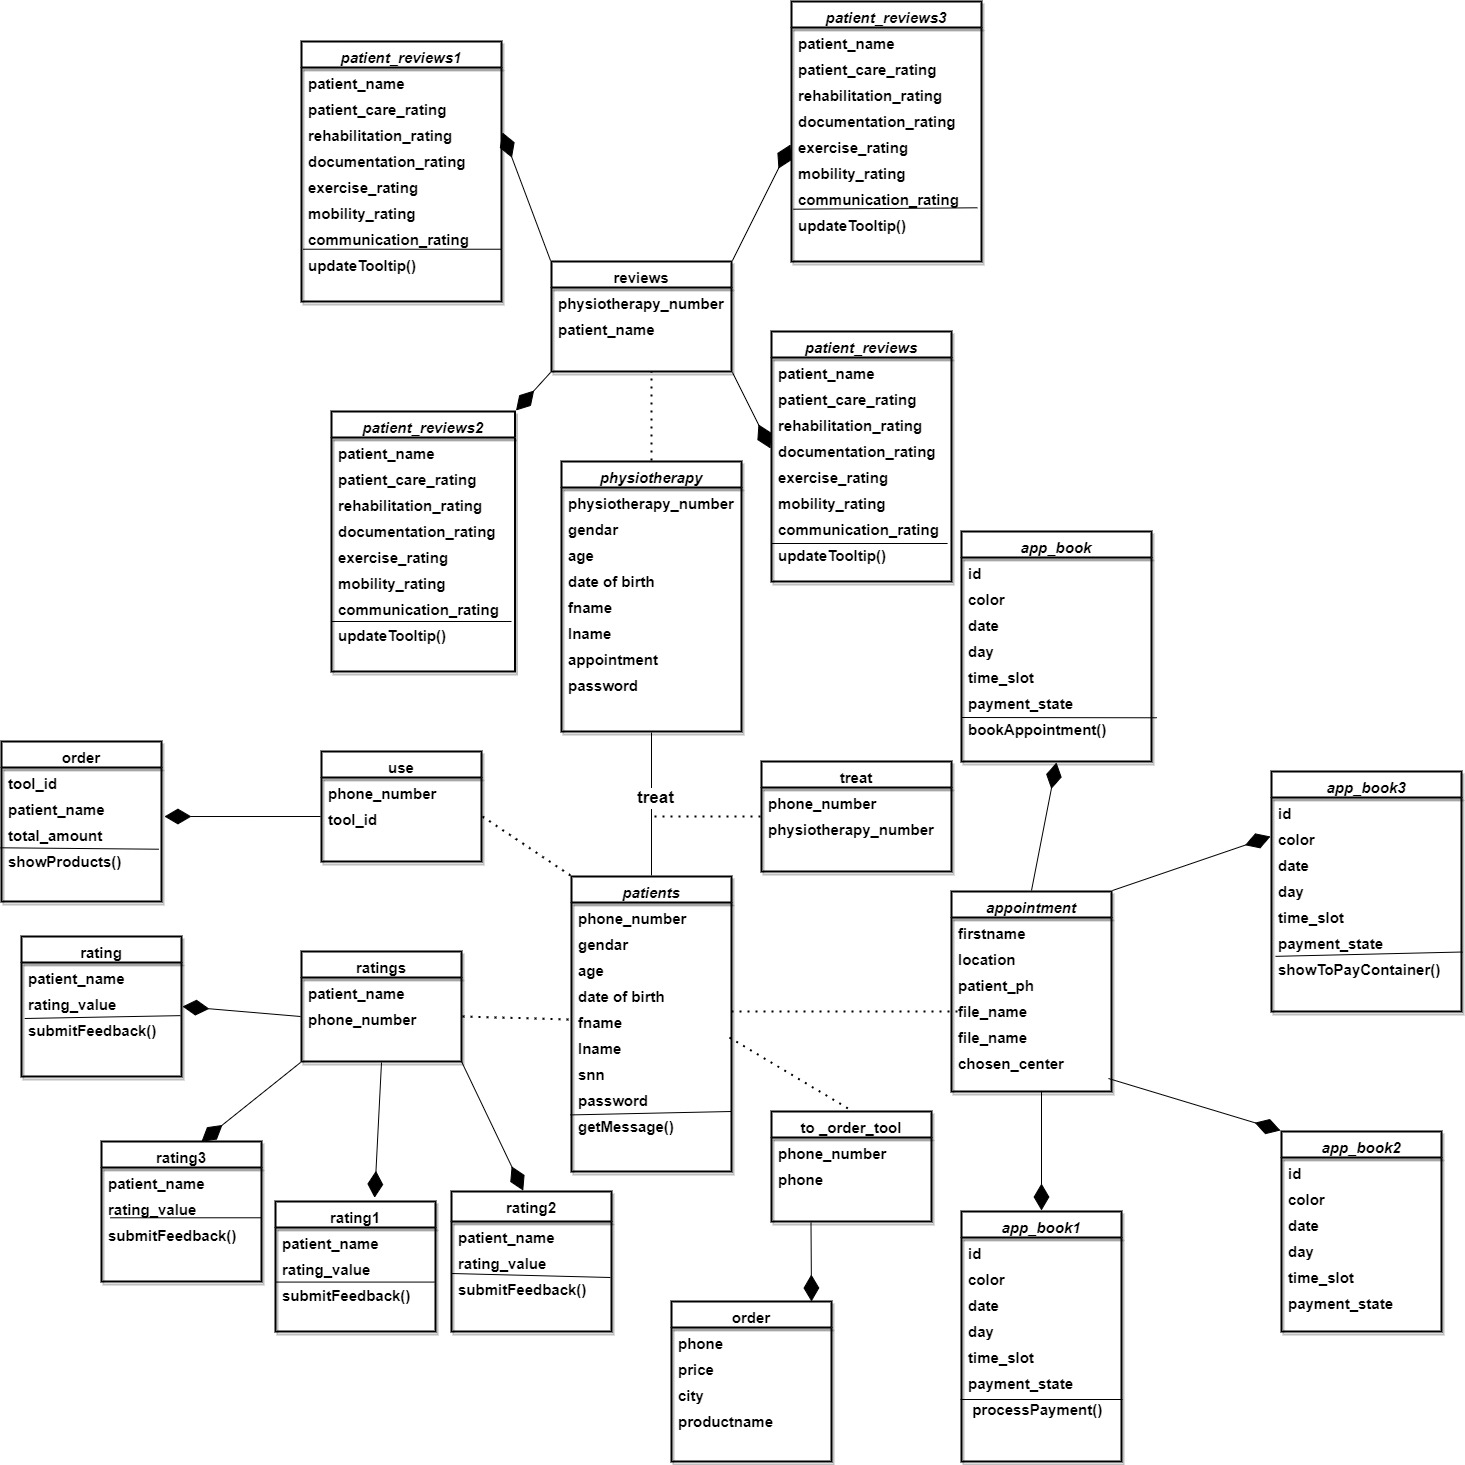 patient_reviews3
patient_name
patient_care_rating
rehabilitation_rating
documentation_rating
exercise_rating
mobility_rating
communication_rating
updateTooltip()
patient_reviews1
patient_name
patient_care_rating
rehabilitation_rating
documentation_rating
exercise_rating
mobility_rating
communication_rating
updateTooltip()
reviews
physiotherapy_number
patient_name
patient_reviews
patient_name
patient_care_rating
rehabilitation_rating
documentation_rating
exercise_rating
mobility_rating
communication_rating
updateTooltip()
patient_reviews2
patient_name
patient_care_rating
rehabilitation_rating
documentation_rating
exercise_rating
mobility_rating
communication_rating
updateTooltip()
physiotherapy
physiotherapy_number
gendar
age
date of birth
fname
lname
appointment
password
app_book
id
color
date
day
time_slot
payment_state
bookAppointment()
order
tool_id
patient_name
total_amount
showProducts()
use
phone_number
tool_id
treat
treat
phone_number
physiotherapy_number
app_book3
id
color
date
day
time_slot
payment_state
showToPayContainer()
patients
phone_number
gendar
age
date of birth
fname
lname
snn
password
getMessage()
appointment
firstname
location
patient_ph
file_name
file_name
chosen_center
rating
patient_name
rating_value
submitFeedback()
ratings
patient_name
phone_number
to _order_tool
phone_number
phone
app_book2
id
color
date
day
time_slot
payment_state
rating3
patient_name
rating_value
submitFeedback()
rating1
patient_name
rating_value
submitFeedback()
rating2
patient_name
rating_value
submitFeedback()
app_book1
id
color
date
day
time_slot
payment_state
processPayment()
order
phone
price
city
productname